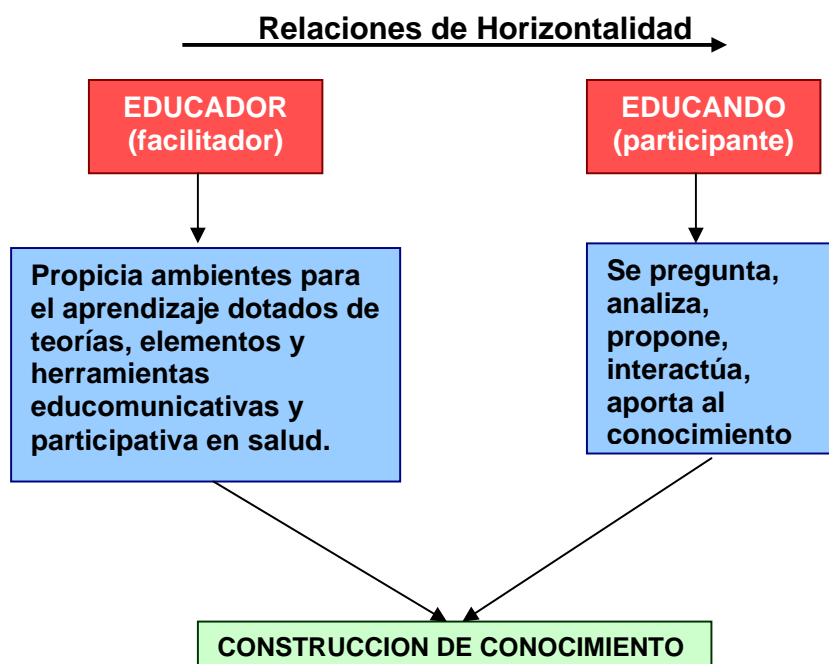 Relaciones de Horizontalidad
EDUCADOR
(facilitador)
EDUCANDO
(participante)
Propicia ambientes para
el aprendizaje dotados de
teorías, elementos y
herramientas
educomunicativas y
participativa en salud.
Se pregunta,
analiza,
propone,
interactúa,
aporta al
conocimiento
CONSTRUCCION DE CONOCIMIENTO